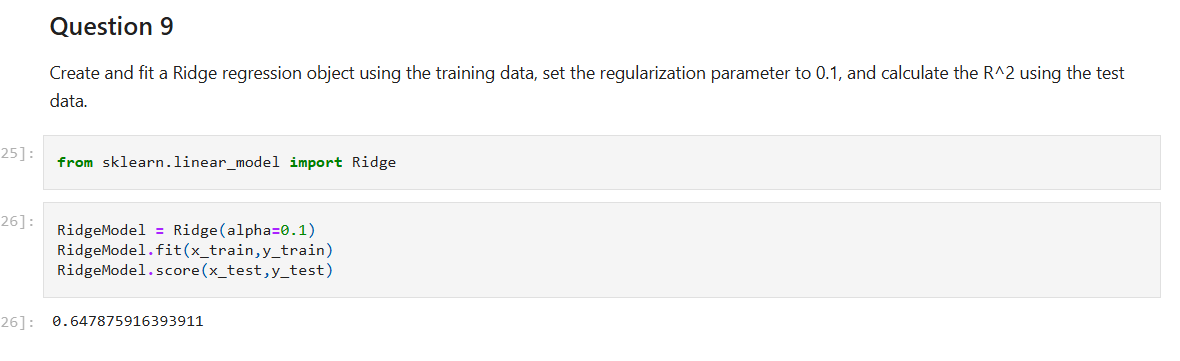 Question 9
Create and fit a Ridge regression object using the training data, set the regularization parameter to 0.1, and calculate the R^2 using the test
data.
25]:
from sklearn.linear_model import Ridge
26]:
RidgeModel = Ridge(alpha=0.1)
RidgeModel.fit(x_train,y_train)
RidgeModel.score(x_test,y_test)
26]:
0.647875916393911